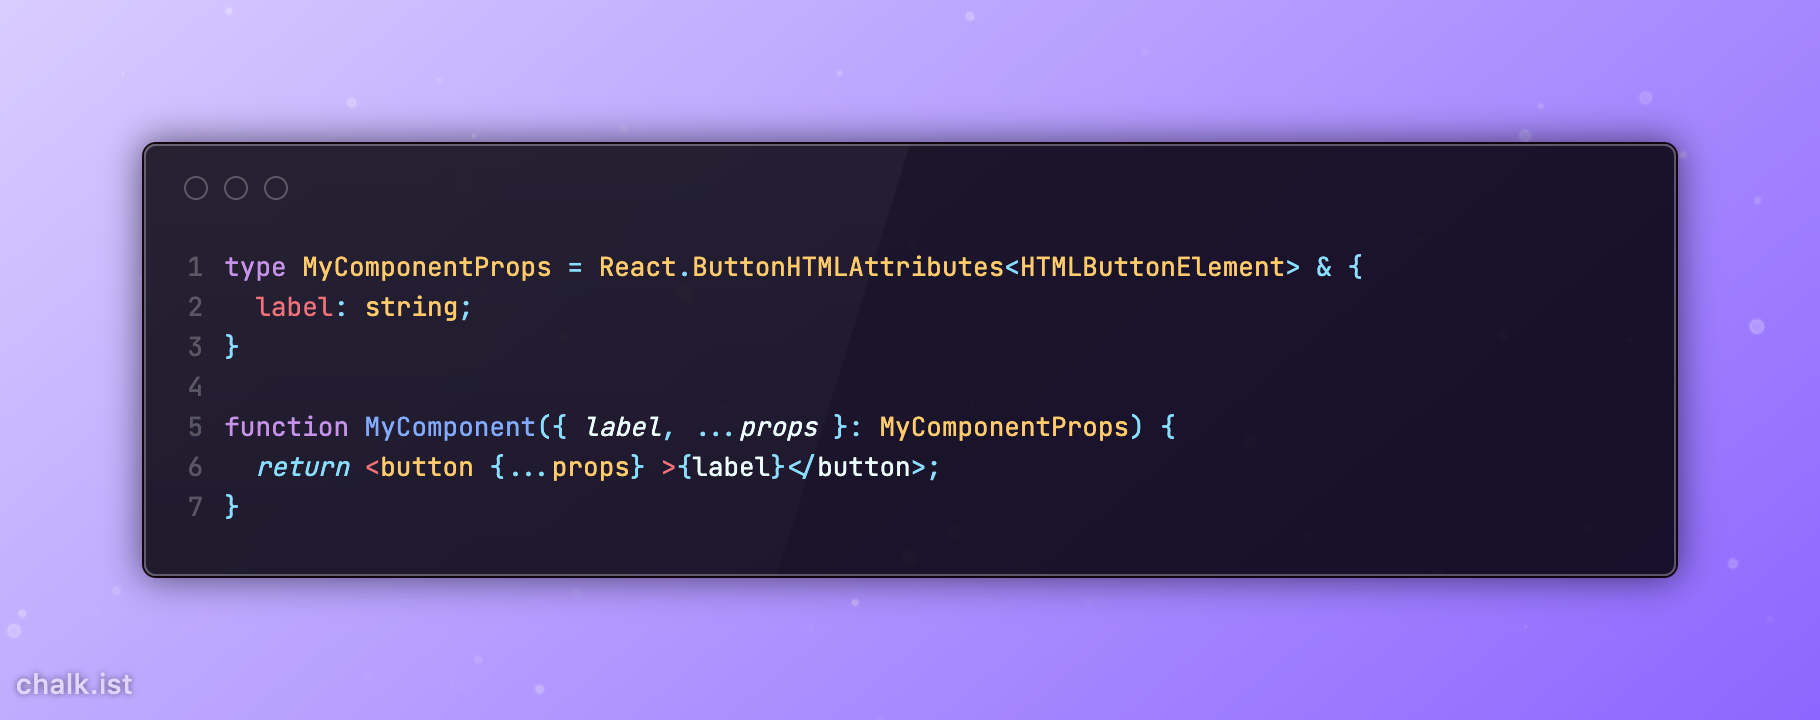 1 type MyComponentProps = React.ButtonHTMLAttributes<HTMLButtonElement> & {
2   label: string;
3 }
4
5 function MyComponent({ label, ...props }: MyComponentProps) {
6   return <button {...props} >{label}</button>;
7 }
chalk.ist